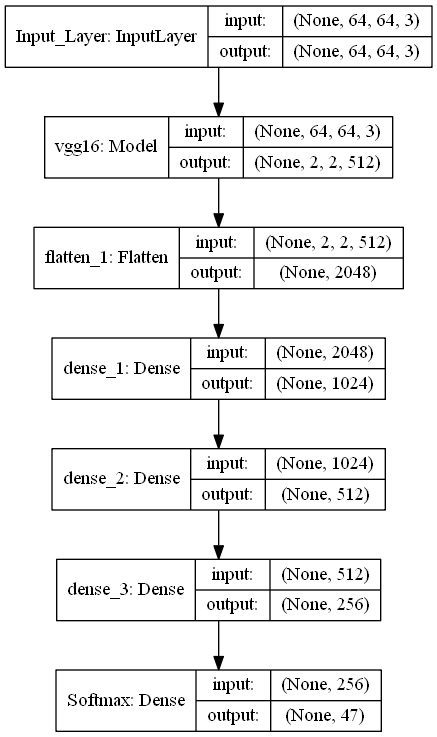 Input_Layer: InputLayer
input: (None, 64, 64, 3)
output: (None, 64, 64, 3)
vgg16: Model
input: (None, 64, 64, 3)
output: (None, 2, 2, 512)
flatten_1: Flatten
input: (None, 2, 2, 512)
output: (None, 2048)
dense_1: Dense
input: (None, 2048)
output: (None, 1024)
dense_2: Dense
input: (None, 1024)
output: (None, 512)
dense_3: Dense
input: (None, 512)
output: (None, 256)
Softmax: Dense
input: (None, 256)
output: (None, 47)